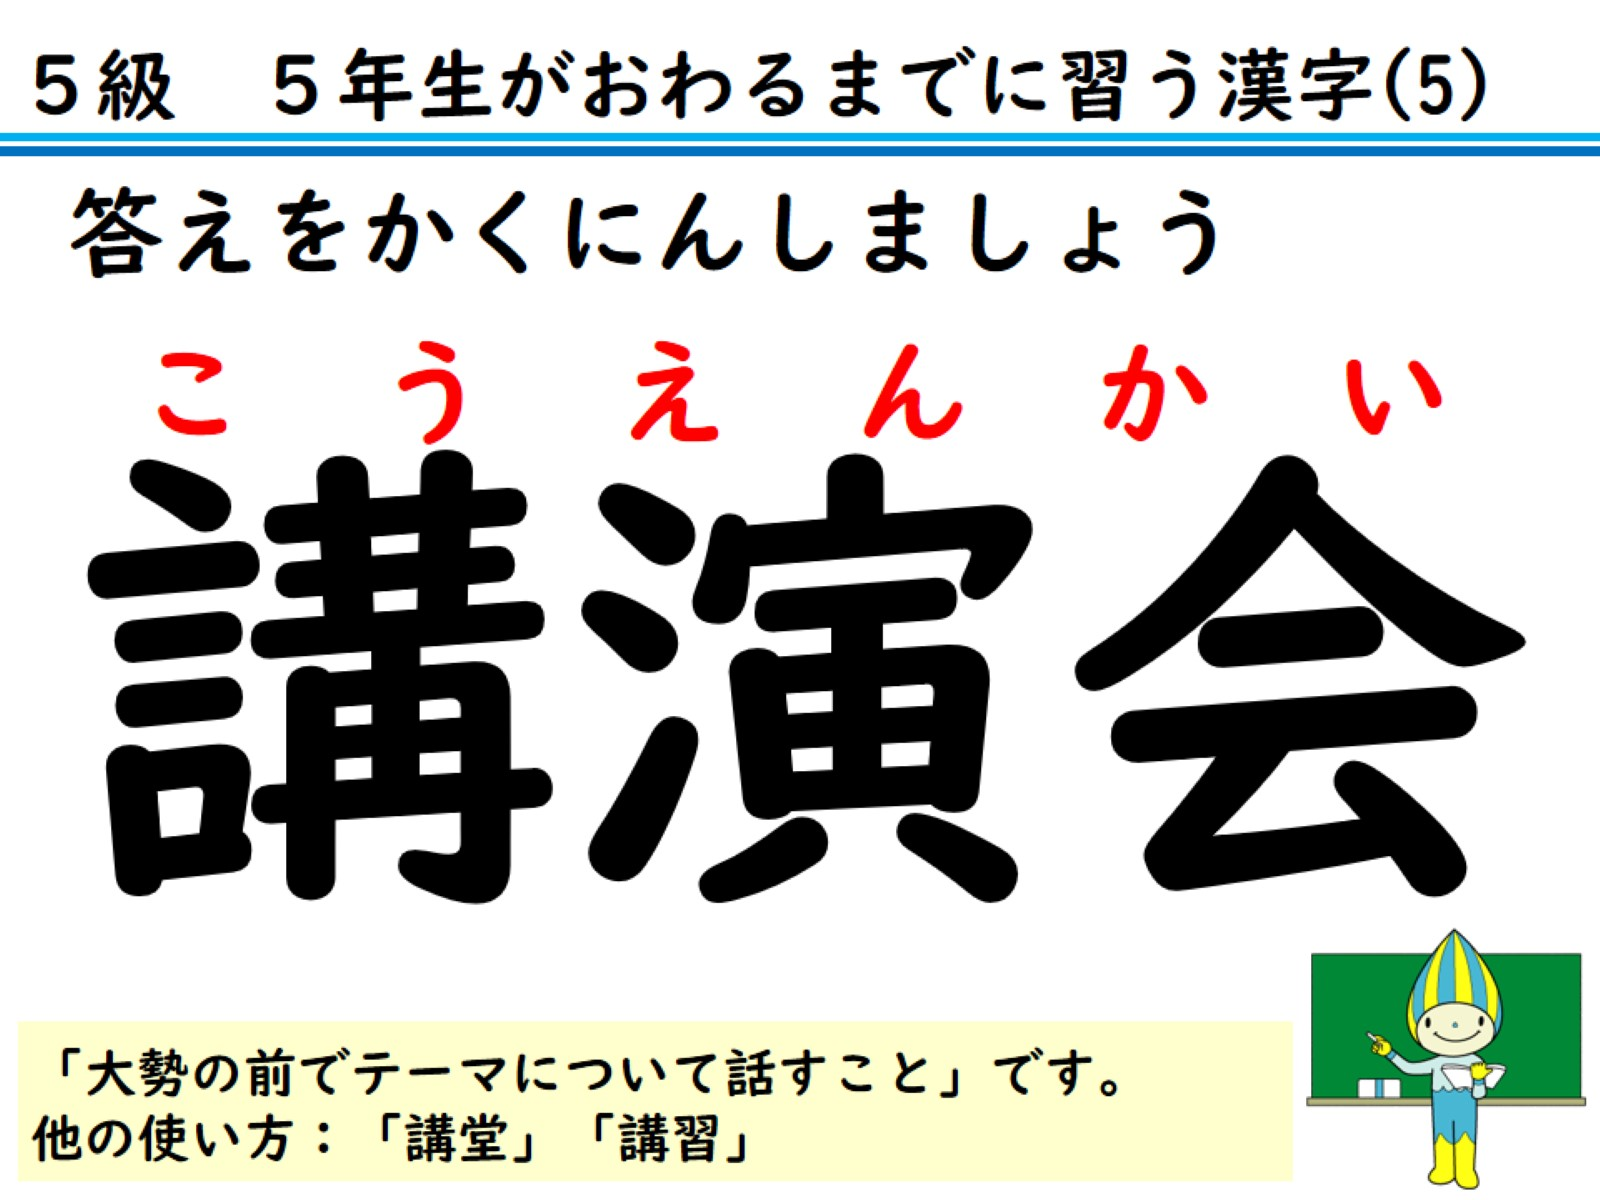 ５級　５年生がおわるまでに習う漢字(5)
答えをかくにんしましょう
こうえんかい
講演会
「大勢の前でテーマについて話すこと」です。
他の使い方：「講堂」「講習」